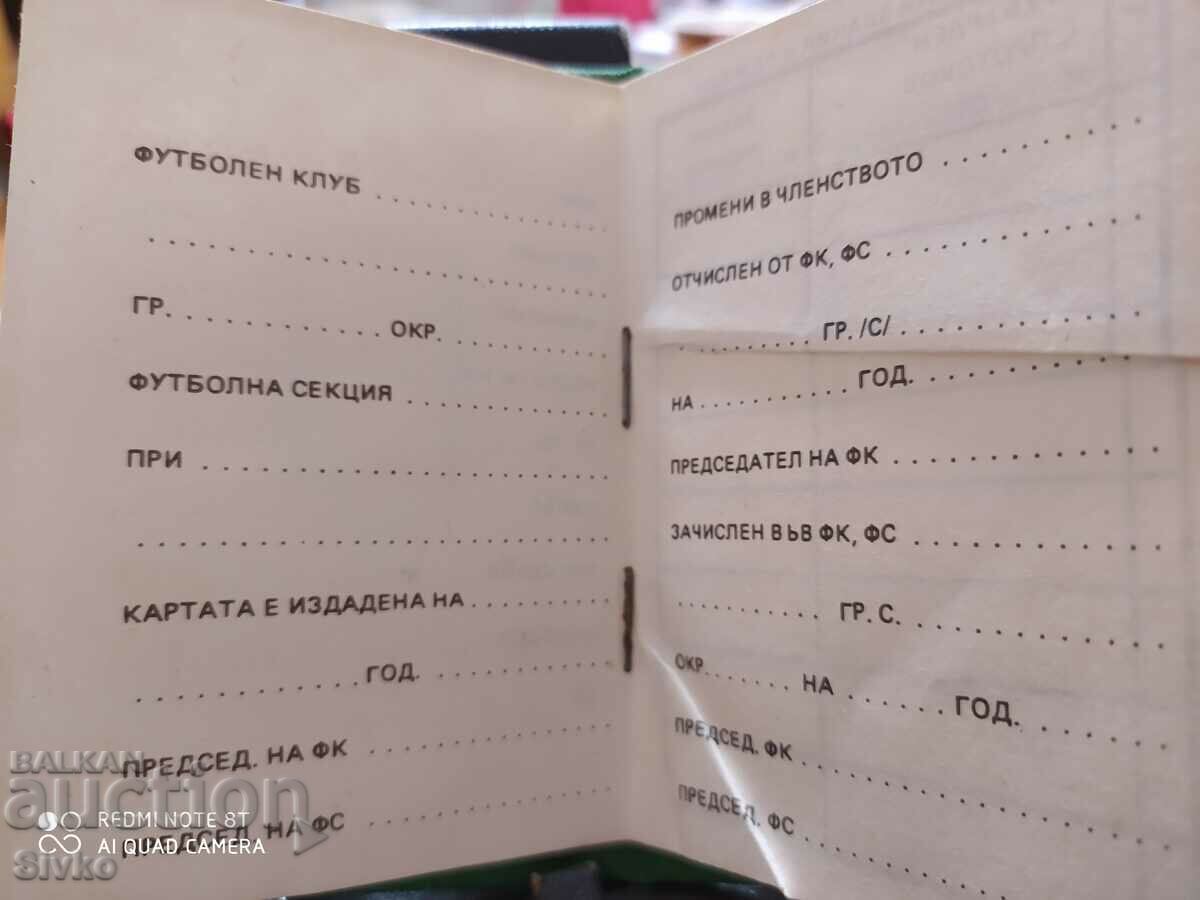 ФУТБОЛЕН КЛУБ . . . . . . . . . . . . . . . .
. . . . . . . . . . . . . . . . . . . . . . . . . . . . . .
ГР. . . . . . . . . . . . . . ОКР. . . . . . . . . . . . .
ФУТБОЛНА СЕКЦИЯ . . . . . . . . . . . . . .
ПРИ . . . . . . . . . . . . . . . . . . . . . . . . . . .
. . . . . . . . . . . . . . . . . . . . . . . . . . . . . .
КАРТАТА Е ИЗДАДЕНА НА . . . . . . . . . .
. . . . . . . . . . . . . . ГОД. . . . . . . . . . . . . .
ПРЕДСЕД. НА ФК . . . . . . . . . . . . . . . .
ПРЕДСЕД. НА ФС . . . . . . . . . . . . . . . .
ПРОМЕНИ В ЧЛЕНСТВОТО . . . . . . . . . . .
ОТЧИСЛЕН ОТ ФК, ФС . . . . . . . . . . . . . .
. . . . . . . . . ГР. /С/ . . . . . . . . . . . . . .
НА . . . . . . . . . . ГОД. . . . . . . . . . . . .
ПРЕДСЕДАТЕЛ НА ФК . . . . . . . . . . . . . .
ЗАЧИСЛЕН ВЪВ ФК, ФС . . . . . . . . . . . . .
. . . . . . . . . . . ГР. С. . . . . . . . . . . . . .
ОКР. . . . . . . НА . . . . . . ГОД. . . . . . . .
ПРЕДСЕД. ФК . . . . . . . . . . . . . . . . . .
ПРЕДСЕД. ФС . . . . . . . . . . . . . . . . . .
BALKAN
auction
REDMI NOTE 8T
AI QUAD CAMERA
Sivko